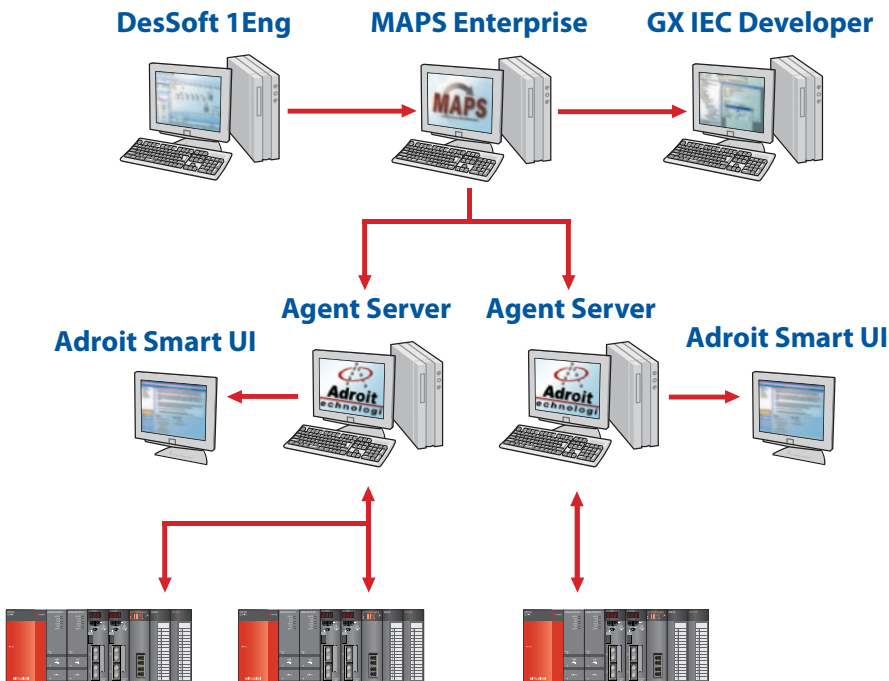 DesSoft 1Eng
MAPS Enterprise
GX IEC Developer
MAPS
Agent Server
Agent Server
Adroit Smart UI
Adroit Smart UI
Adroit
echnologi
Adroit
echnologi